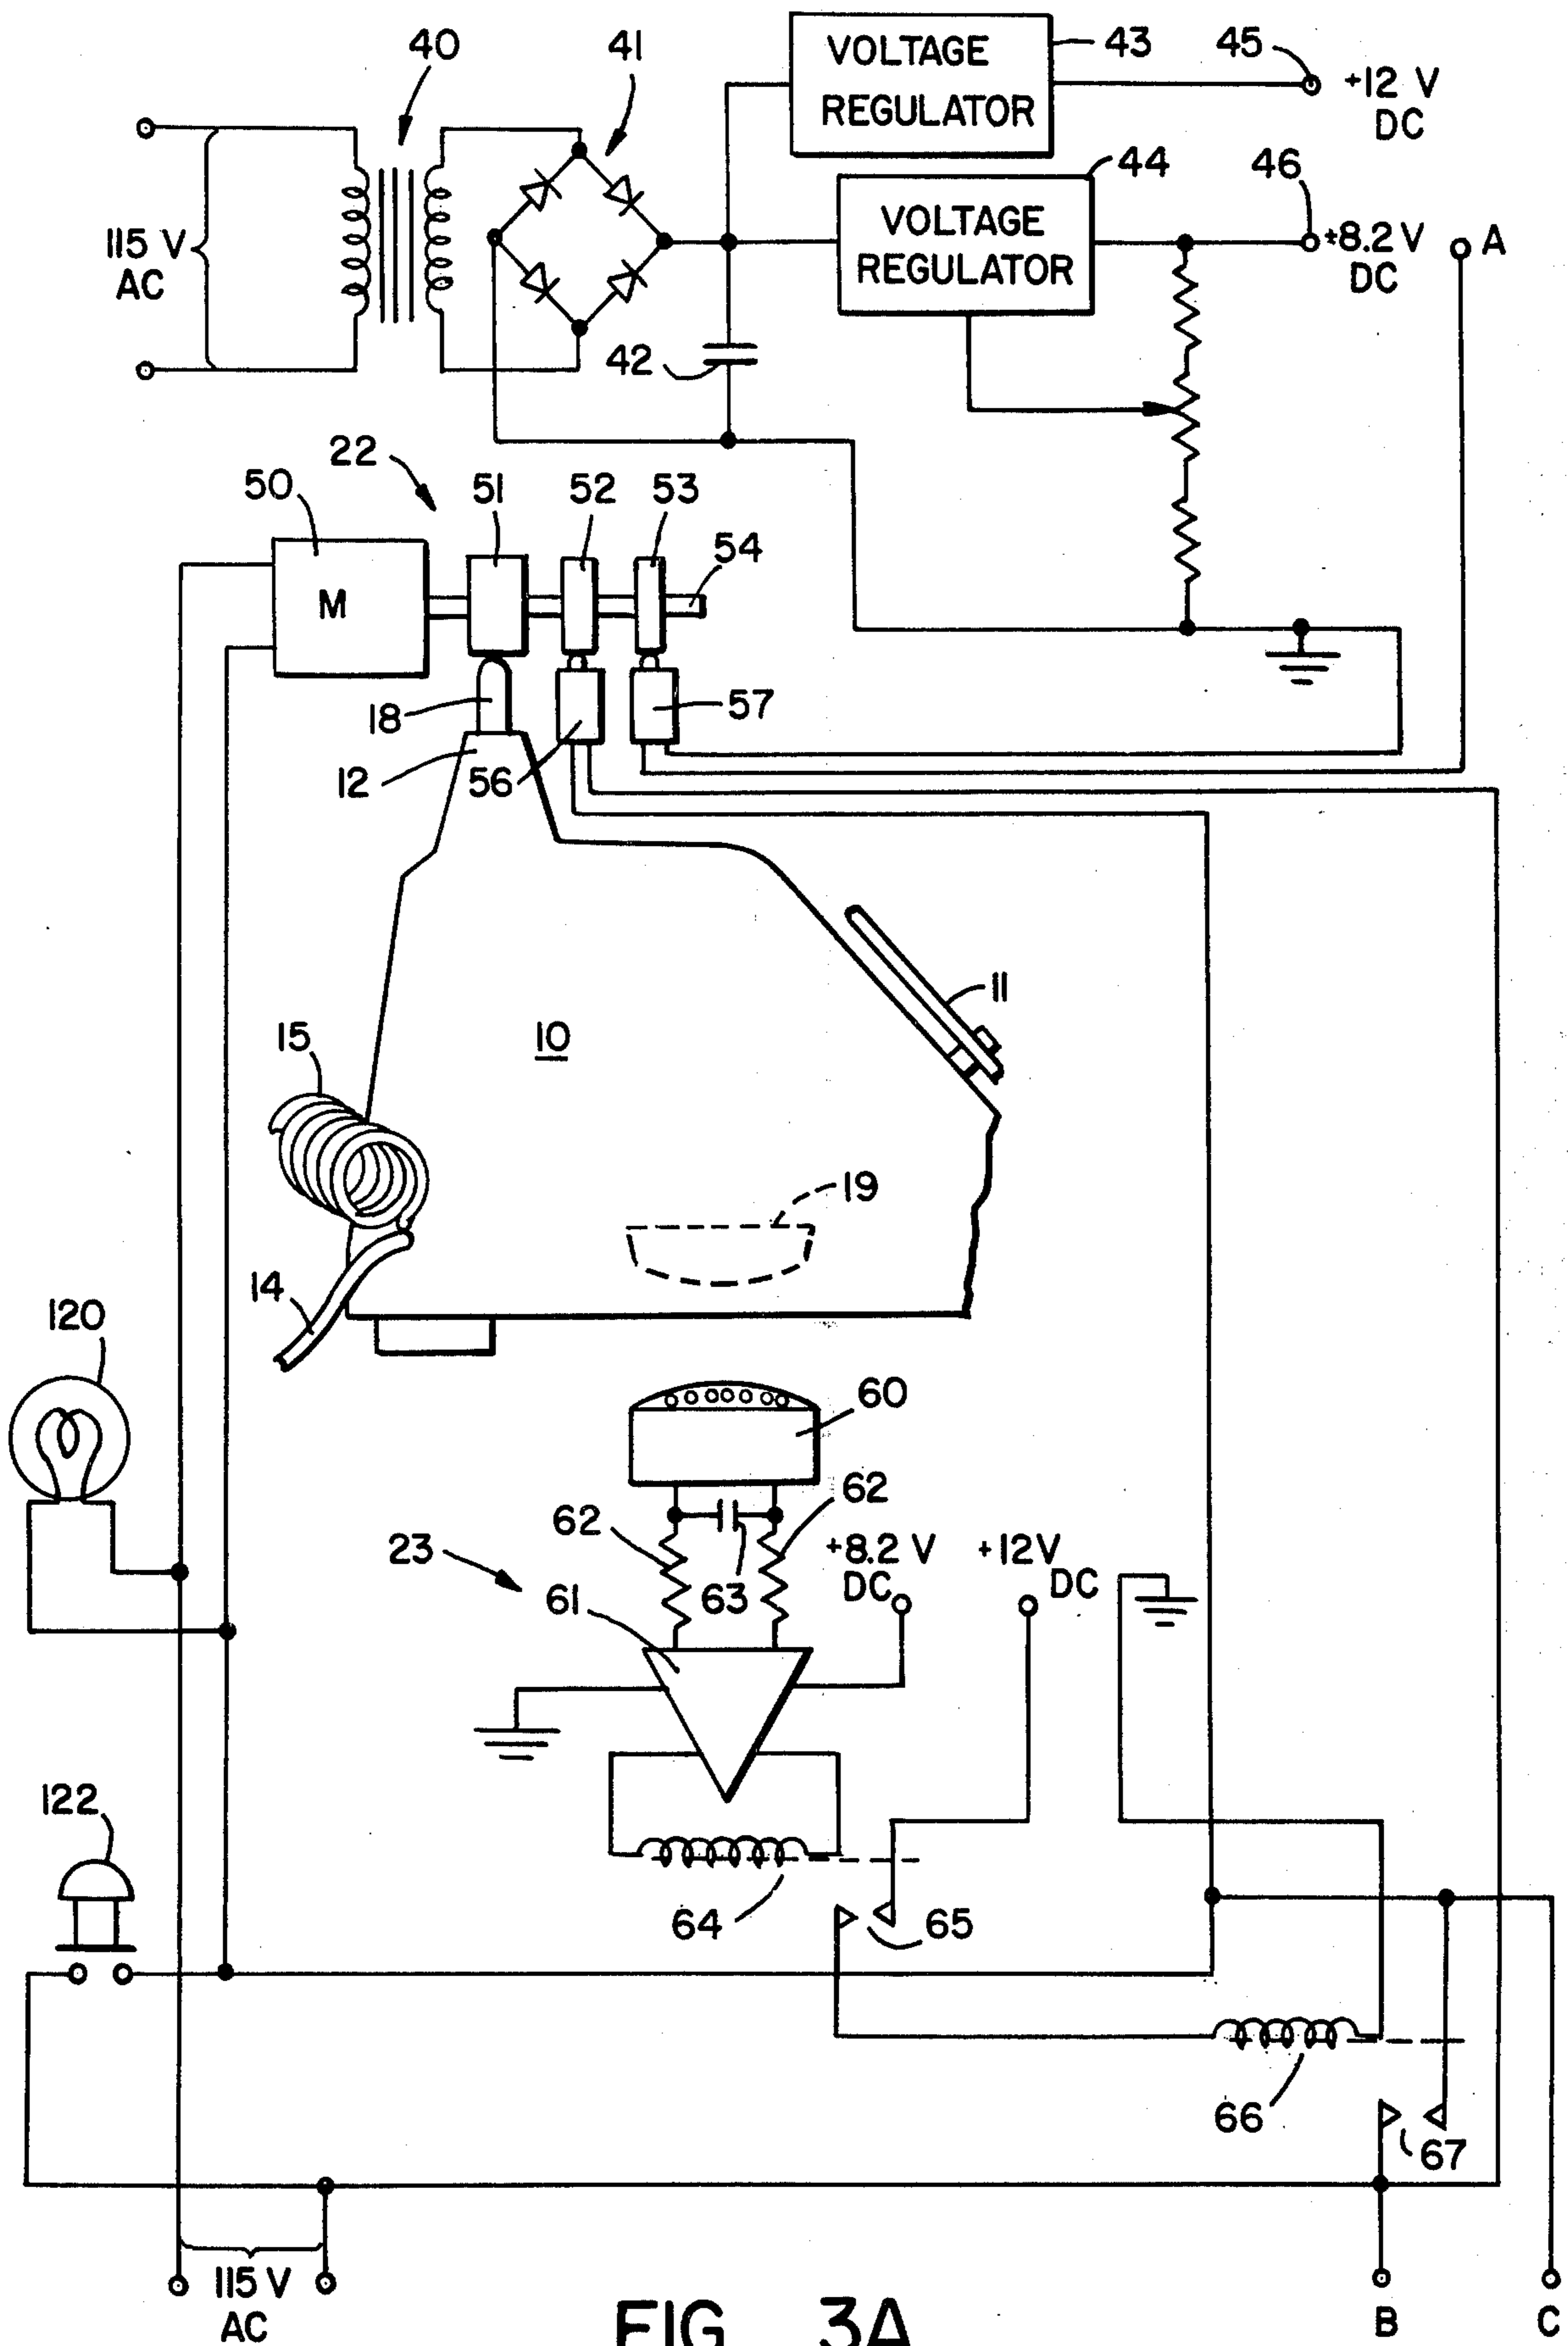 40
41
VOLTAGE
REGULATOR
43
45
+12 V
DC
115 V
AC
44
VOLTAGE
REGULATOR
46
+8.2 V
DC
A
42
22
50
M
51
52
53
54
18
12
56
57
11
15
10
19
14
120
60
62
62
63
23
61
+8.2 V
DC
+12V
DC
122
64
65
66
67
115 V
AC
B
C
FIG. 3A